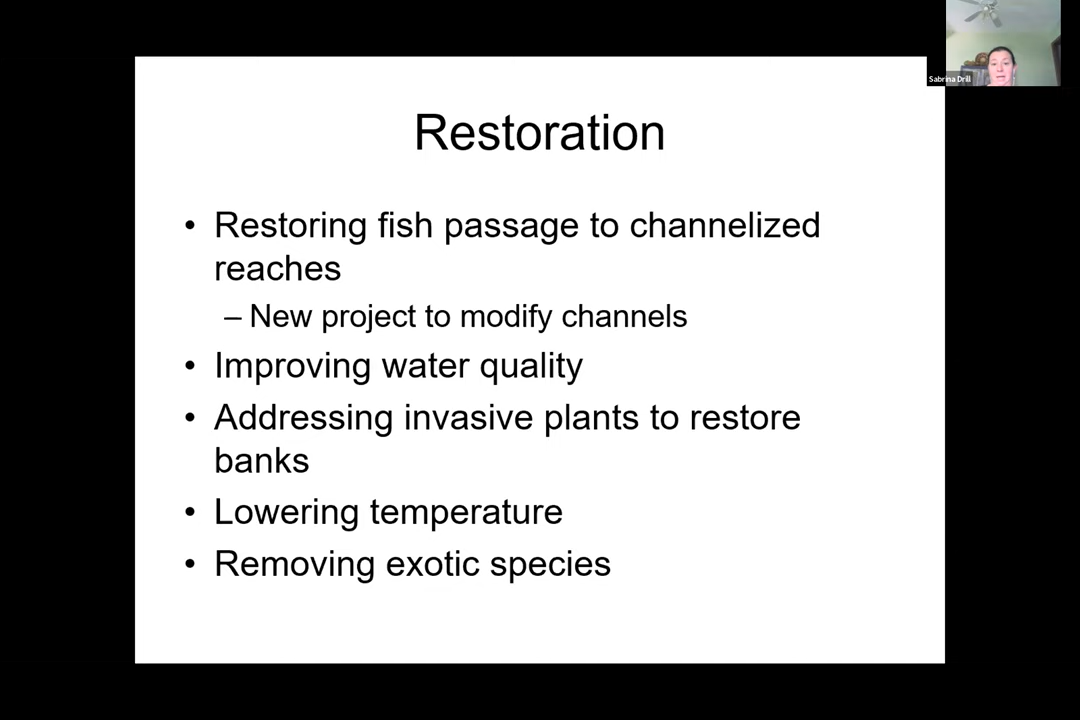 Sabrina Drill
Restoration
• Restoring fish passage to channelized
reaches
– New project to modify channels
• Improving water quality
• Addressing invasive plants to restore
banks
• Lowering temperature
• Removing exotic species